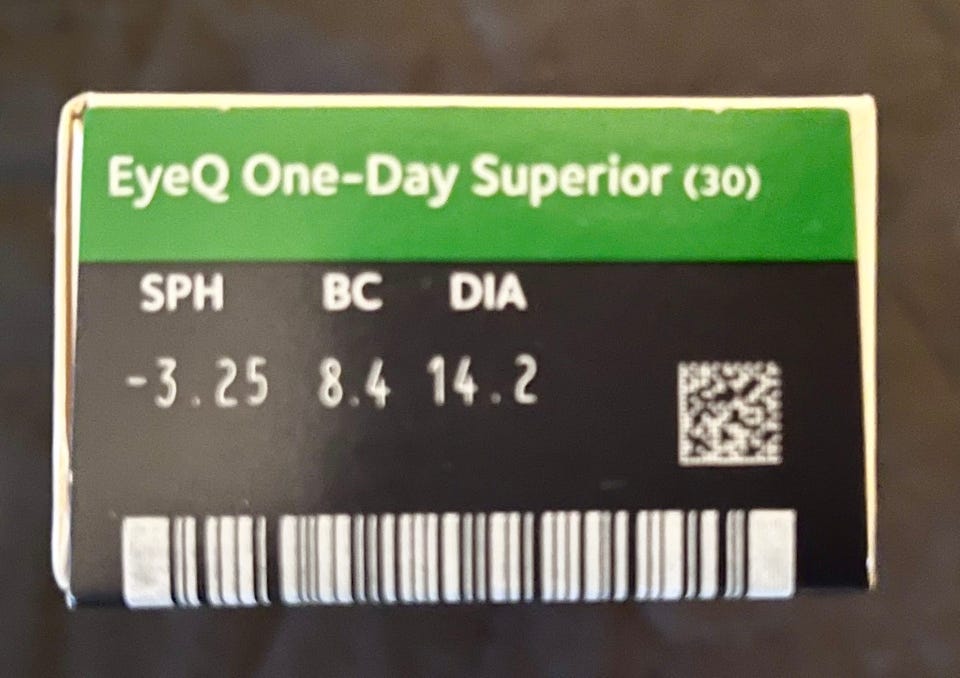 EyeQ One-Day Superior (30)
SPH BC DIA
-3.25 8.4 14.2